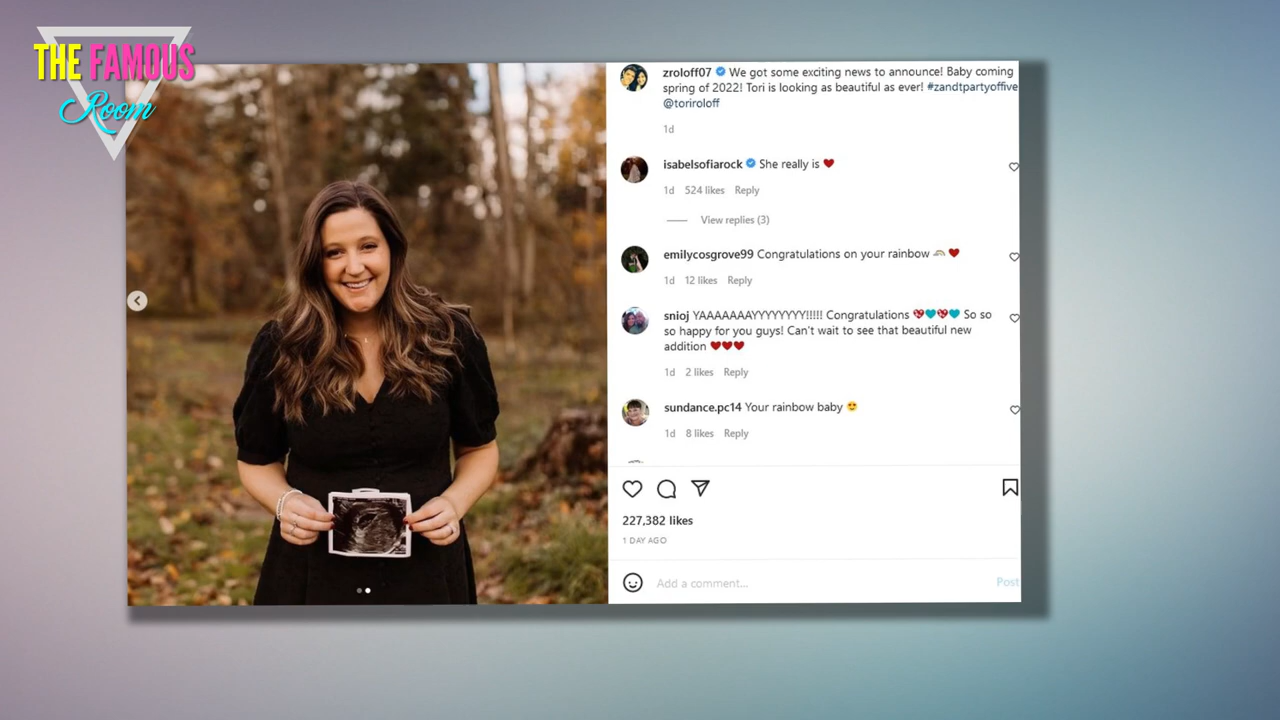 THE FAMOUS
Room
zroloff07 We got some exciting news to announce! Baby coming
spring of 2022! Tori is looking as beautiful as ever! #zandtpartyoffive
@toriroloff
1d
isabelsofiarock She really is ❤️
1d 524 likes Reply
View replies (3)
emilycosgrove99 Congratulations on your rainbow 🌈 ❤️
1d 12 likes Reply
snioj YAAAAAAAYYYYYYYY!!!!! Congratulations 💖💙💖💙 So so
so happy for you guys! Can't wait to see that beautiful new
addition ❤️❤️❤️
1d 2 likes Reply
sundance.pc14 Your rainbow baby 😍
1d 8 likes Reply
227,382 likes
1 DAY AGO
Add a comment...
Post